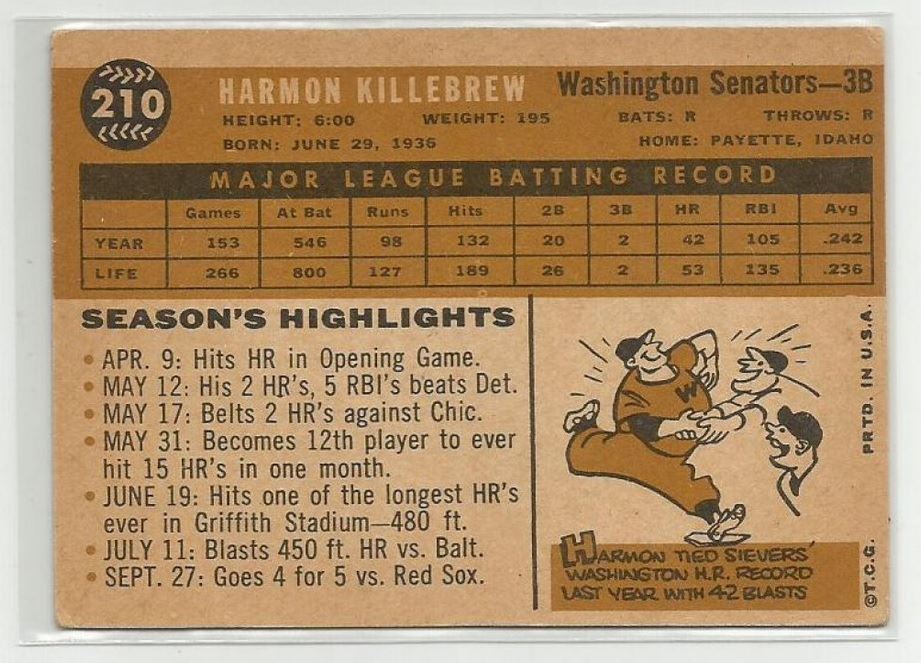 210
HARMON KILLEBREW Washington Senators—3B
HEIGHT: 6:00 WEIGHT: 195 BATS: R THROWS: R
BORN: JUNE 29, 1936 HOME: PAYETTE, IDAHO
MAJOR LEAGUE BATTING RECORD
Games At Bat Runs Hits 2B 3B HR RBI Avg
YEAR 153 546 98 132 20 2 42 105 .242
LIFE 266 800 127 189 26 2 53 135 .236
SEASON'S HIGHLIGHTS
• APR. 9: Hits HR in Opening Game.
• MAY 12: His 2 HR's, 5 RBI's beats Det.
• MAY 17: Belts 2 HR's against Chic.
• MAY 31: Becomes 12th player to ever
hit 15 HR's in one month.
• JUNE 19: Hits one of the longest HR's
ever in Griffith Stadium—480 ft.
• JULY 11: Blasts 450 ft. HR vs. Balt.
• SEPT. 27: Goes 4 for 5 vs. Red Sox.
W
HARMON TIED SIEVERS'
WASHINGTON H.R. RECORD
LAST YEAR WITH 42 BLASTS
©T.C.G. PRTD. IN U.S.A.